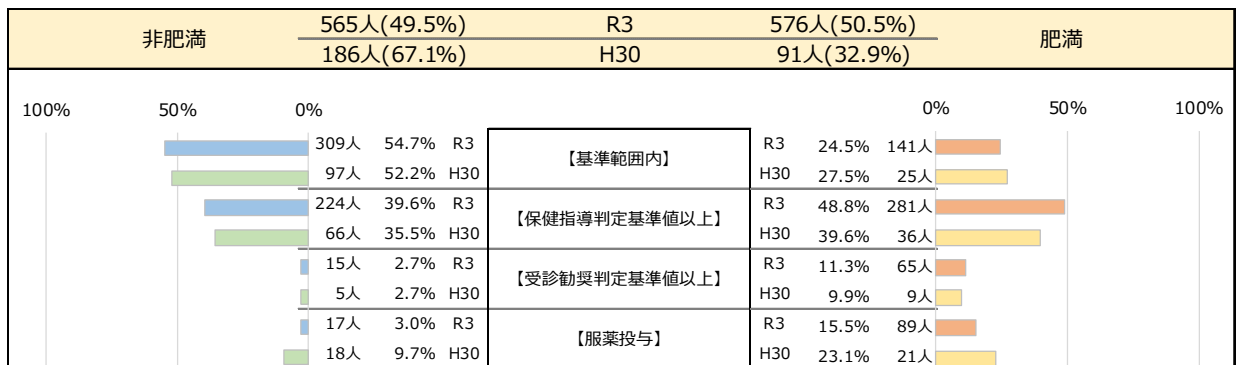 非肥満 565人(49.5%) R3 576人(50.5%) 肥満
186人(67.1%) H30 91人(32.9%)
100% 50% 0% 0% 50% 100%
309人 54.7% R3 【基準範囲内】 R3 24.5% 141人
97人 52.2% H30 H30 27.5% 25人
224人 39.6% R3 【保健指導判定基準値以上】 R3 48.8% 281人
66人 35.5% H30 H30 39.6% 36人
15人 2.7% R3 【受診勧奨判定基準値以上】 R3 11.3% 65人
5人 2.7% H30 H30 9.9% 9人
17人 3.0% R3 【服薬投与】 R3 15.5% 89人
18人 9.7% H30 H30 23.1% 21人